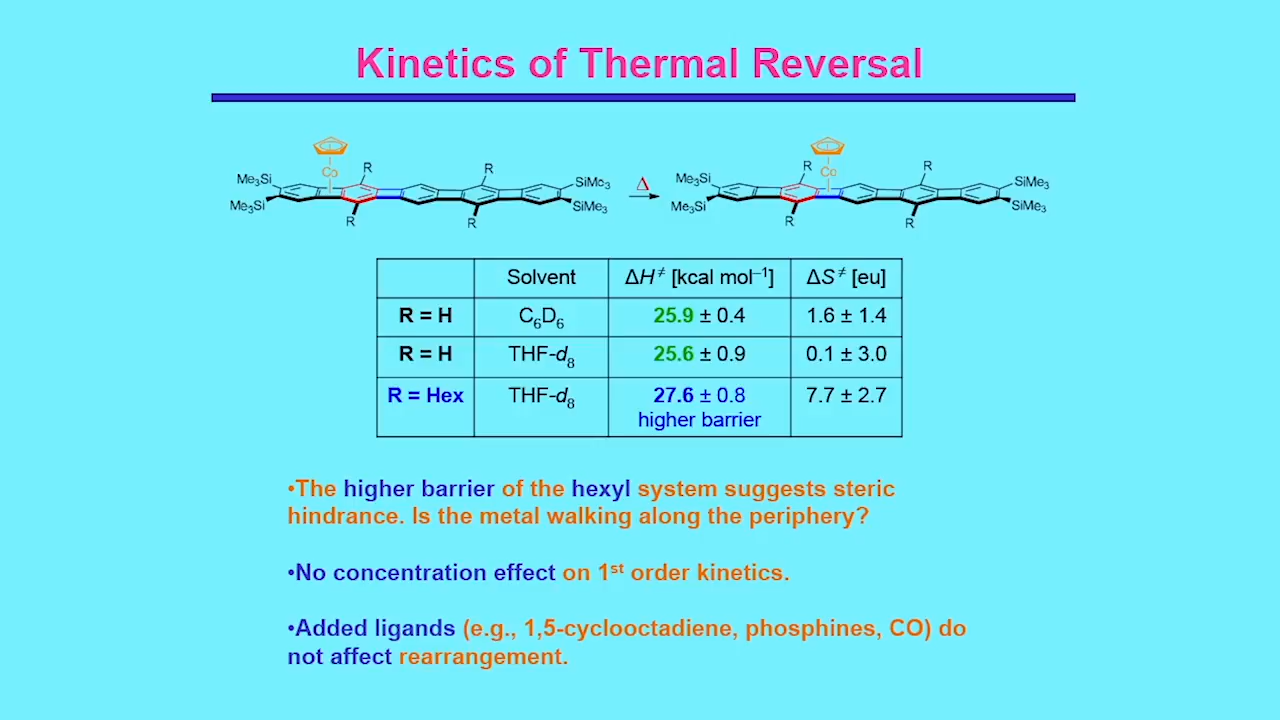 Kinetics of Thermal Reversal
Co R R
Me₃Si SiMe₃
Me₃Si SiMe₃
R R
Δ
R Co R
Me₃Si SiMe₃
Me₃Si SiMe₃
R R
Solvent ΔH≠ [kcal mol⁻¹] ΔS≠ [eu]
R = H C₆D₆ 25.9 ± 0.4 1.6 ± 1.4
R = H THF-d₈ 25.6 ± 0.9 0.1 ± 3.0
R = Hex THF-d₈ 27.6 ± 0.8 7.7 ± 2.7
higher barrier
•The higher barrier of the hexyl system suggests steric
hindrance. Is the metal walking along the periphery?
•No concentration effect on 1st order kinetics.
•Added ligands (e.g., 1,5-cyclooctadiene, phosphines, CO) do
not affect rearrangement.